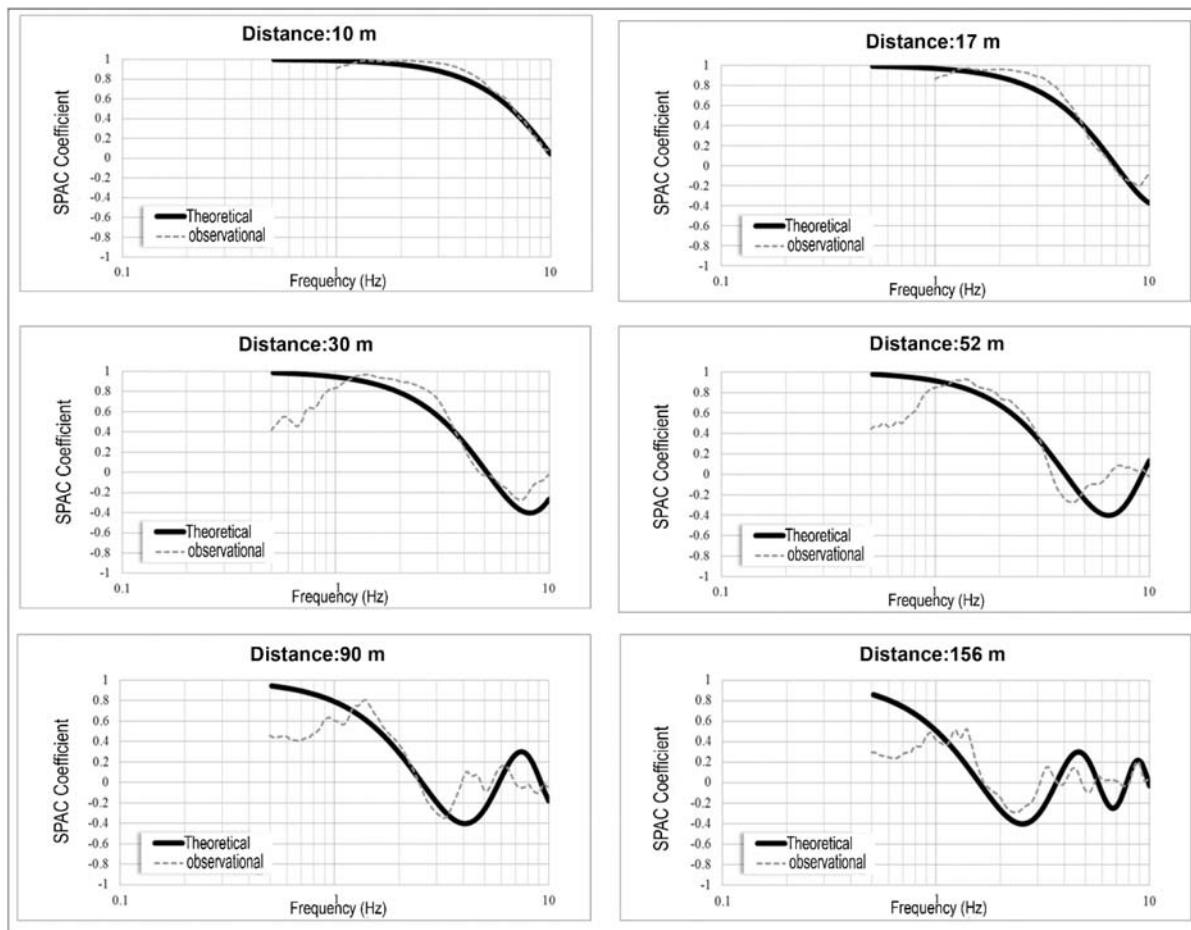 Distance:10 m
SPAC Coefficient
1
0.8
0.6
0.4
0.2
0
-0.2
-0.4
-0.6
-0.8
-1
Theoretical
observational
0.1
1
10
Frequency (Hz)
Distance:17 m
SPAC Coefficient
1
0.8
0.6
0.4
0.2
0
-0.2
-0.4
-0.6
-0.8
-1
Theoretical
observational
0.1
1
10
Frequency (Hz)
Distance:30 m
SPAC Coefficient
1
0.8
0.6
0.4
0.2
0
-0.2
-0.4
-0.6
-0.8
-1
Theoretical
observational
0.1
1
10
Frequency (Hz)
Distance:52 m
SPAC Coefficient
1
0.8
0.6
0.4
0.2
0
-0.2
-0.4
-0.6
-0.8
-1
Theoretical
observational
0.1
1
10
Frequency (Hz)
Distance:90 m
SPAC Coefficient
1
0.8
0.6
0.4
0.2
0
-0.2
-0.4
-0.6
-0.8
-1
Theoretical
observational
0.1
1
10
Frequency (Hz)
Distance:156 m
SPAC Coefficient
1
0.8
0.6
0.4
0.2
0
-0.2
-0.4
-0.6
-0.8
-1
Theoretical
observational
0.1
1
10
Frequency (Hz)